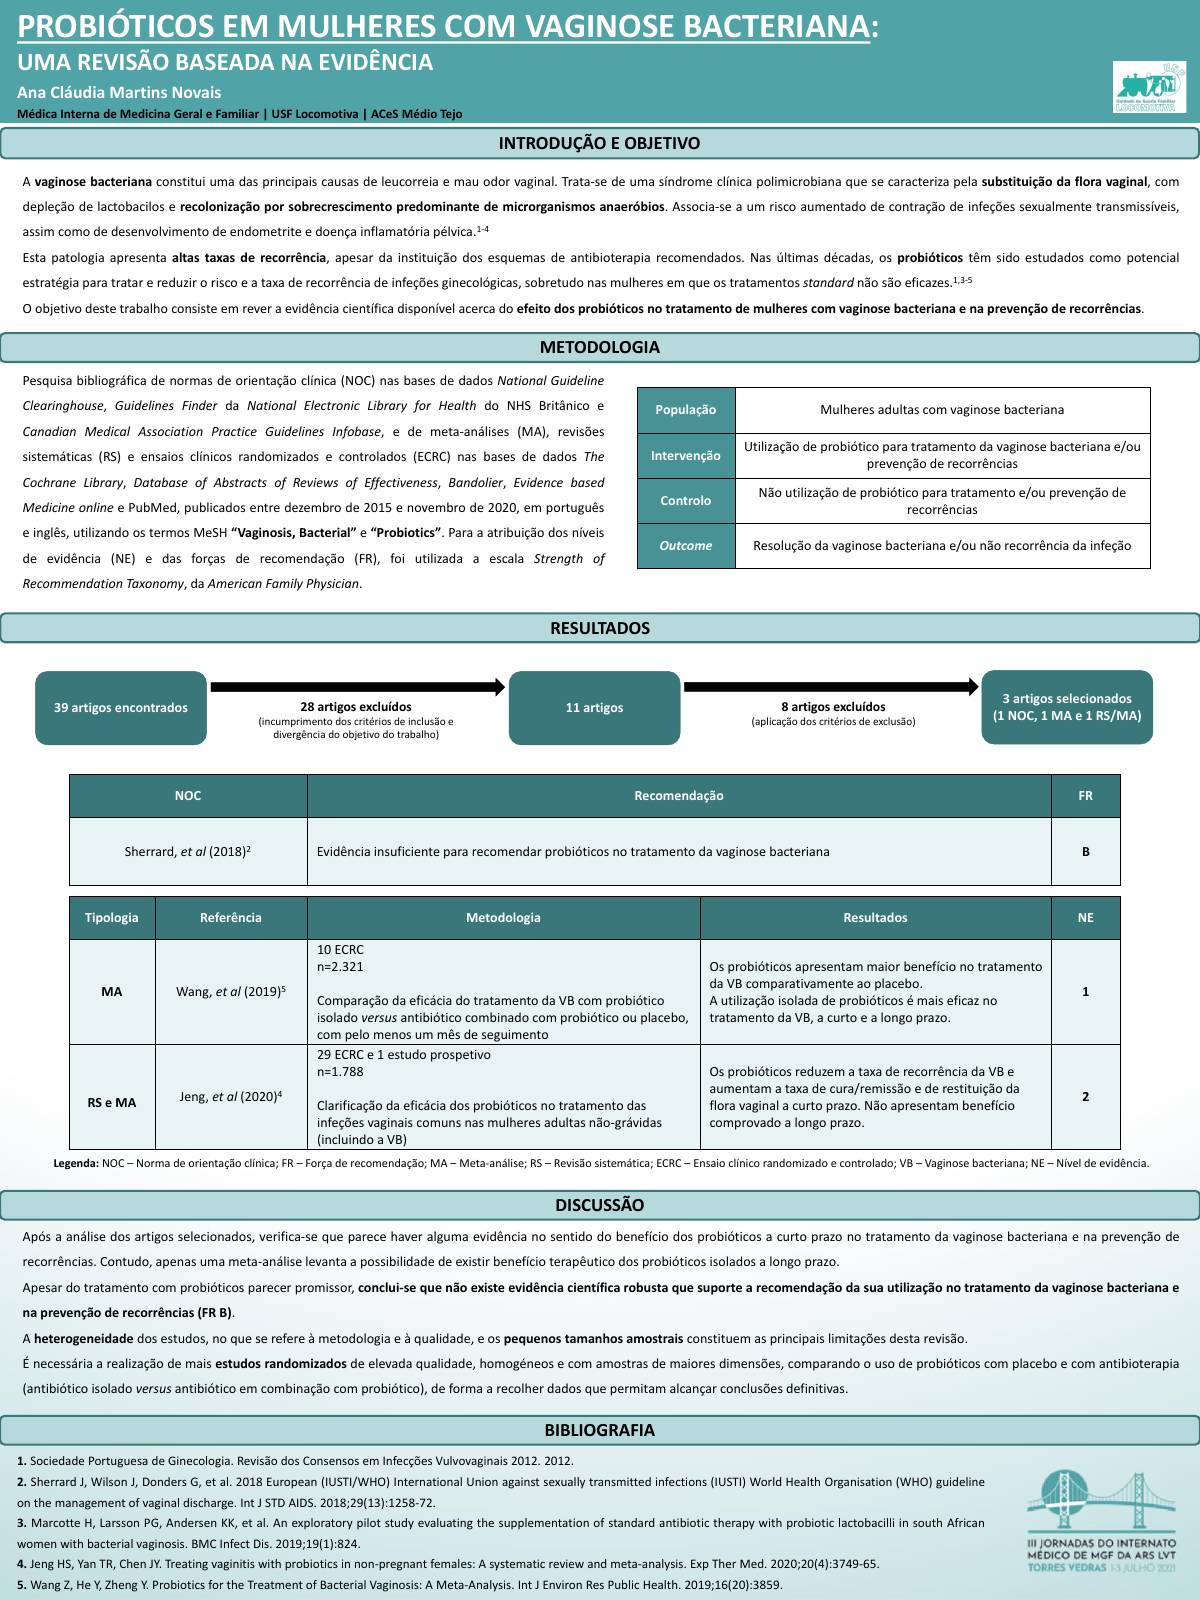 PROBIÓTICOS EM MULHERES COM VAGINOSE BACTERIANA:
UMA REVISÃO BASEADA NA EVIDÊNCIA
Ana Cláudia Martins Novais
Médica Interna de Medicina Geral e Familiar | USF Locomotiva | ACeS Médio Tejo
U.S.F.
Unidade de Saúde Familiar
LOCOMOTIVA
INTRODUÇÃO E OBJETIVO
A vaginose bacteriana constitui uma das principais causas de leucorreia e mau odor vaginal. Trata-se de uma síndrome clínica polimicrobiana que se caracteriza pela substituição da flora vaginal, com
depleção de lactobacilos e recolonização por sobrecrescimento predominante de microrganismos anaeróbios. Associa-se a um risco aumentado de contração de infeções sexualmente transmissíveis,
assim como de desenvolvimento de endometrite e doença inflamatória pélvica.1-4
Esta patologia apresenta altas taxas de recorrência, apesar da instituição dos esquemas de antibioterapia recomendados. Nas últimas décadas, os probióticos têm sido estudados como potencial
estratégia para tratar e reduzir o risco e a taxa de recorrência de infeções ginecológicas, sobretudo nas mulheres em que os tratamentos standard não são eficazes.1,3-5
O objetivo deste trabalho consiste em rever a evidência científica disponível acerca do efeito dos probióticos no tratamento de mulheres com vaginose bacteriana e na prevenção de recorrências.
METODOLOGIA
Pesquisa bibliográfica de normas de orientação clínica (NOC) nas bases de dados National Guideline
Clearinghouse, Guidelines Finder da National Electronic Library for Health do NHS Britânico e
Canadian Medical Association Practice Guidelines Infobase, e de meta-análises (MA), revisões
sistemáticas (RS) e ensaios clínicos randomizados e controlados (ECRC) nas bases de dados The
Cochrane Library, Database of Abstracts of Reviews of Effectiveness, Bandolier, Evidence based
Medicine online e PubMed, publicados entre dezembro de 2015 e novembro de 2020, em português
e inglês, utilizando os termos MeSH “Vaginosis, Bacterial” e “Probiotics”. Para a atribuição dos níveis
de evidência (NE) e das forças de recomendação (FR), foi utilizada a escala Strength of
Recommendation Taxonomy, da American Family Physician.
População
Mulheres adultas com vaginose bacteriana
Intervenção
Utilização de probiótico para tratamento da vaginose bacteriana e/ou
prevenção de recorrências
Controlo
Não utilização de probiótico para tratamento e/ou prevenção de
recorrências
Outcome
Resolução da vaginose bacteriana e/ou não recorrência da infeção
RESULTADOS
39 artigos encontrados
28 artigos excluídos
(incumprimento dos critérios de inclusão e
divergência do objetivo do trabalho)
11 artigos
8 artigos excluídos
(aplicação dos critérios de exclusão)
3 artigos selecionados
(1 NOC, 1 MA e 1 RS/MA)
NOC
Recomendação
FR
Sherrard, et al (2018)2
Evidência insuficiente para recomendar probióticos no tratamento da vaginose bacteriana
B
Tipologia
Referência
Metodologia
Resultados
NE
MA
Wang, et al (2019)5
10 ECRC
n=2.321
Comparação da eficácia do tratamento da VB com probiótico
isolado versus antibiótico combinado com probiótico ou placebo,
com pelo menos um mês de seguimento
Os probióticos apresentam maior benefício no tratamento
da VB comparativamente ao placebo.
A utilização isolada de probióticos é mais eficaz no
tratamento da VB, a curto e a longo prazo.
1
RS e MA
Jeng, et al (2020)4
29 ECRC e 1 estudo prospetivo
n=1.788
Clarificação da eficácia dos probióticos no tratamento das
infeções vaginais comuns nas mulheres adultas não-grávidas
(incluindo a VB)
Os probióticos reduzem a taxa de recorrência da VB e
aumentam a taxa de cura/remissão e de restituição da
flora vaginal a curto prazo. Não apresentam benefício
comprovado a longo prazo.
2
Legenda: NOC – Norma de orientação clínica; FR – Força de recomendação; MA – Meta-análise; RS – Revisão sistemática; ECRC – Ensaio clínico randomizado e controlado; VB – Vaginose bacteriana; NE – Nível de evidência.
DISCUSSÃO
Após a análise dos artigos selecionados, verifica-se que parece haver alguma evidência no sentido do benefício dos probióticos a curto prazo no tratamento da vaginose bacteriana e na prevenção de
recorrências. Contudo, apenas uma meta-análise levanta a possibilidade de existir benefício terapêutico dos probióticos isolados a longo prazo.
Apesar do tratamento com probióticos parecer promissor, conclui-se que não existe evidência científica robusta que suporte a recomendação da sua utilização no tratamento da vaginose bacteriana e
na prevenção de recorrências (FR B).
A heterogeneidade dos estudos, no que se refere à metodologia e à qualidade, e os pequenos tamanhos amostrais constituem as principais limitações desta revisão.
É necessária a realização de mais estudos randomizados de elevada qualidade, homogéneos e com amostras de maiores dimensões, comparando o uso de probióticos com placebo e com antibioterapia
(antibiótico isolado versus antibiótico em combinação com probiótico), de forma a recolher dados que permitam alcançar conclusões definitivas.
BIBLIOGRAFIA
1. Sociedade Portuguesa de Ginecologia. Revisão dos Consensos em Infecções Vulvovaginais 2012. 2012.
2. Sherrard J, Wilson J, Donders G, et al. 2018 European (IUSTI/WHO) International Union against sexually transmitted infections (IUSTI) World Health Organisation (WHO) guideline
on the management of vaginal discharge. Int J STD AIDS. 2018;29(13):1258-72.
3. Marcotte H, Larsson PG, Andersen KK, et al. An exploratory pilot study evaluating the supplementation of standard antibiotic therapy with probiotic lactobacilli in south African
women with bacterial vaginosis. BMC Infect Dis. 2019;19(1):824.
4. Jeng HS, Yan TR, Chen JY. Treating vaginitis with probiotics in non-pregnant females: A systematic review and meta-analysis. Exp Ther Med. 2020;20(4):3749-65.
5. Wang Z, He Y, Zheng Y. Probiotics for the Treatment of Bacterial Vaginosis: A Meta-Analysis. Int J Environ Res Public Health. 2019;16(20):3859.
III JORNADAS DO INTERNATO
MÉDICO DE MGF DA ARS LVT
TORRES VEDRAS 1-3 JULHO 2021